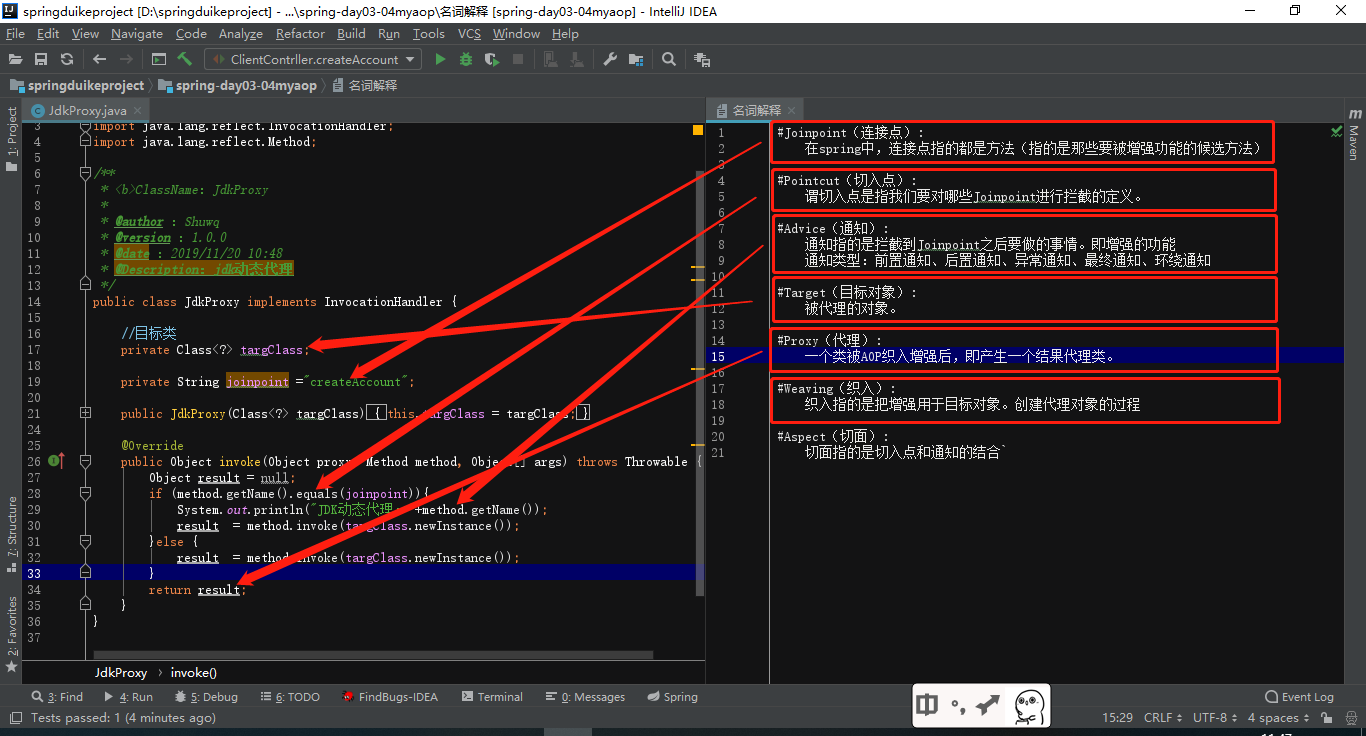 springduikeproject [D:\springduikeproject] - ...\spring-day03-04myaop\名词解释 [spring-day03-04myaop] - IntelliJ IDEA
File Edit View Navigate Code Analyze Refactor Build Run Tools VCS Window Help
ClientContrller.createAccount
springduikeproject spring-day03-04myaop 名词解释
1: Project
7: Structure
2: Favorites
JdkProxy.java
3 import java.lang.reflect.InvocationHandler;
4 import java.lang.reflect.Method;
5
6 /**
7 * <b>ClassName: JdkProxy
8 *
9 * @author : Shuwq
10 * @version : 1.0.0
11 * @date : 2019/11/20 10:48
12 * @Description: jdk动态代理
13 */
14 public class JdkProxy implements InvocationHandler {
15
16 //目标类
17 private Class<?> targClass;
18
19 private String joinpoint ="createAccount";
20
21 public JdkProxy(Class<?> targClass) { this.targClass = targClass; }
24
25 @Override
26 public Object invoke(Object proxy, Method method, Object[] args) throws Throwable {
27 Object result = null;
28 if (method.getName().equals(joinpoint)){
29 System.out.println("JDK动态代理 +method.getName());
30 result = method.invoke(targClass.newInstance());
31 }else {
32 result = method.invoke(targClass.newInstance());
33 }
34 return result;
35 }
36 }
37
JdkProxy › invoke()
名词解释
1 #Joinpoint（连接点）:
2 在spring中，连接点指的都是方法（指的是那些要被增强功能的候选方法）
3
4 #Pointcut（切入点）:
5 谓切入点是指我们要对哪些Joinpoint进行拦截的定义。
6
7 #Advice（通知）:
8 通知指的是拦截到Joinpoint之后要做的事情。即增强的功能
9 通知类型：前置通知、后置通知、异常通知、最终通知、环绕通知
10
11 #Target（目标对象）:
12 被代理的对象。
13
14 #Proxy（代理）:
15 一个类被AOP织入增强后，即产生一个结果代理类。
16
17 #Weaving（织入）:
18 织入指的是把增强用于目标对象。创建代理对象的过程
19
20 #Aspect（切面）:
21 切面指的是切入点和通知的结合`
m
Maven
3: Find 4: Run 5: Debug 6: TODO FindBugs-IDEA Terminal 0: Messages Spring Event Log
Tests passed: 1 (4 minutes ago) 15:29 CRLF UTF-8 4 spaces
中 °,